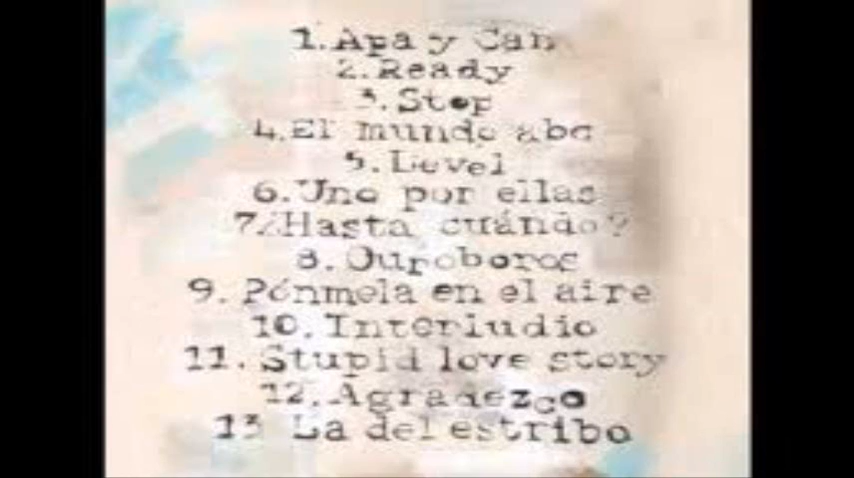 1. Apa y Can
2. Ready
3. Stop
4. El mundo abc
5. Level
6. Uno por ellas
7. ¿Hasta cuándo?
8. Ouroboros
9. Pónmela en el aire
10. Interludio
11. Stupid love story
12. Agradezco
13 La del estribo